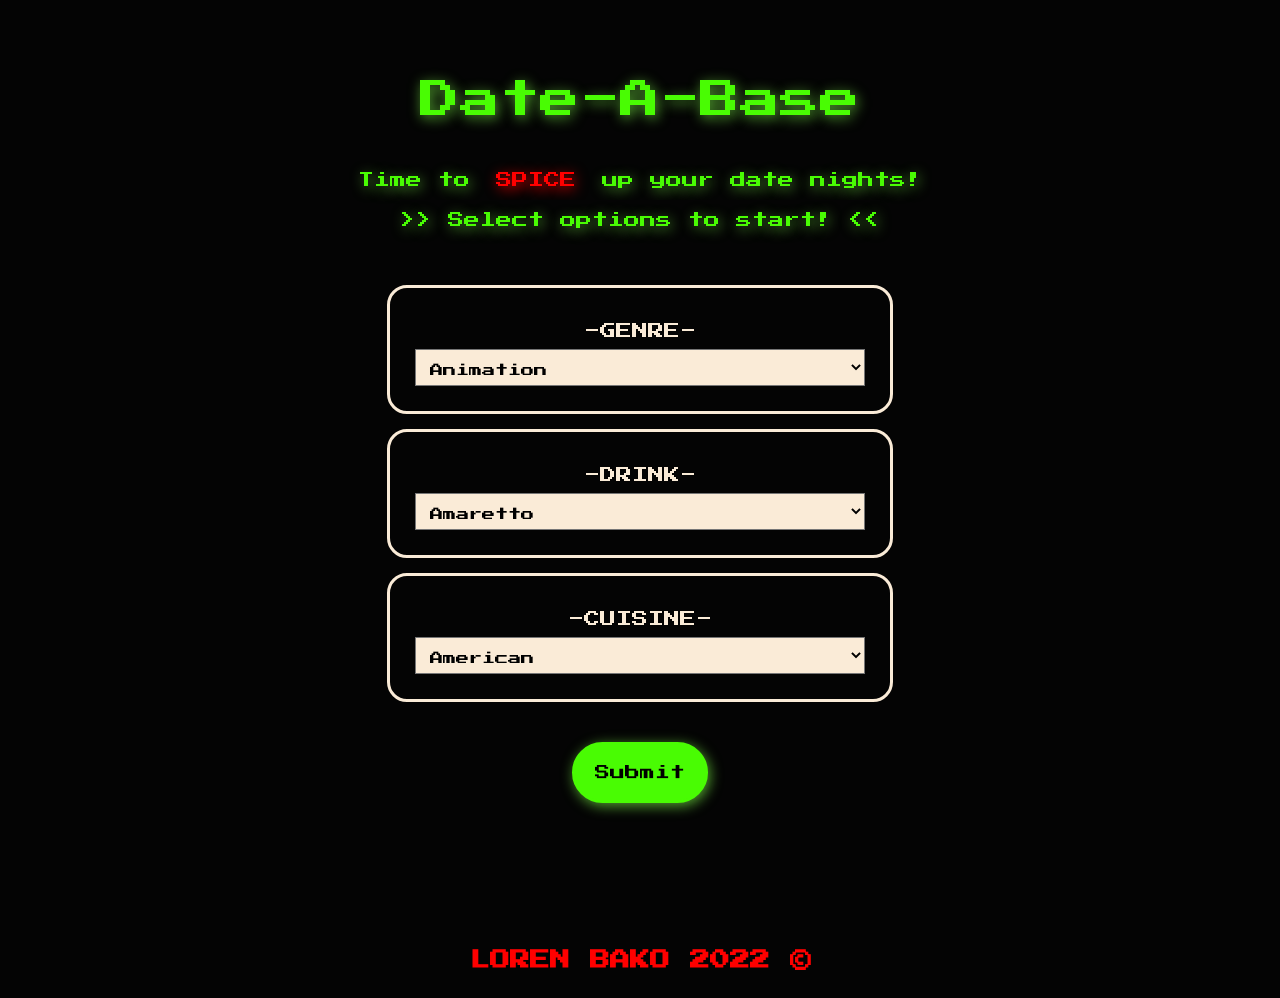 Date-A-Base
Time to SPICE up your date nights!
>> Select options to start! <<
-GENRE-
Animation
-DRINK-
Amaretto
-CUISINE-
American
Submit
LOREN BAKO 2022 ©